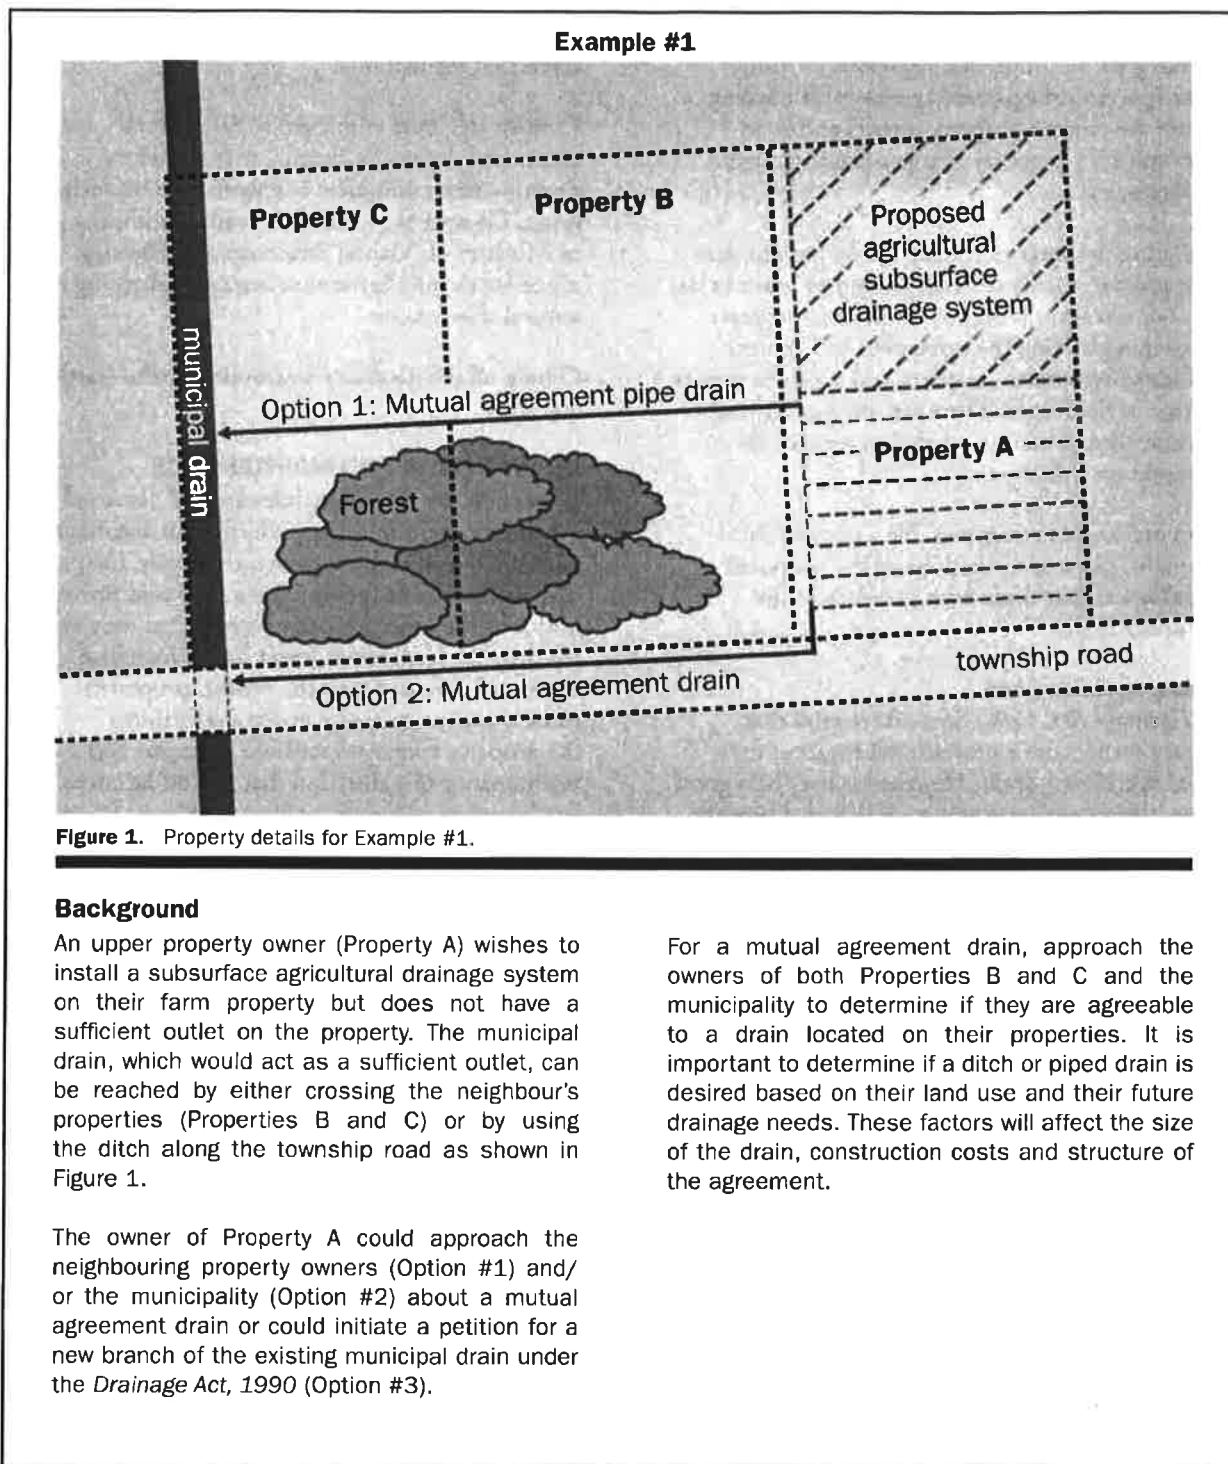 Example #1
Property C
Property B
Proposed
agricultural
subsurface
drainage system
municipal drain
Option 1: Mutual agreement pipe drain
Property A
Forest
township road
Option 2: Mutual agreement drain
Figure 1. Property details for Example #1.
Background
An upper property owner (Property A) wishes to
install a subsurface agricultural drainage system
on their farm property but does not have a
sufficient outlet on the property. The municipal
drain, which would act as a sufficient outlet, can
be reached by either crossing the neighbour's
properties (Properties B and C) or by using
the ditch along the township road as shown in
Figure 1.
The owner of Property A could approach the
neighbouring property owners (Option #1) and/
or the municipality (Option #2) about a mutual
agreement drain or could initiate a petition for a
new branch of the existing municipal drain under
the Drainage Act, 1990 (Option #3).
For a mutual agreement drain, approach the
owners of both Properties B and C and the
municipality to determine if they are agreeable
to a drain located on their properties. It is
important to determine if a ditch or piped drain is
desired based on their land use and their future
drainage needs. These factors will affect the size
of the drain, construction costs and structure of
the agreement.